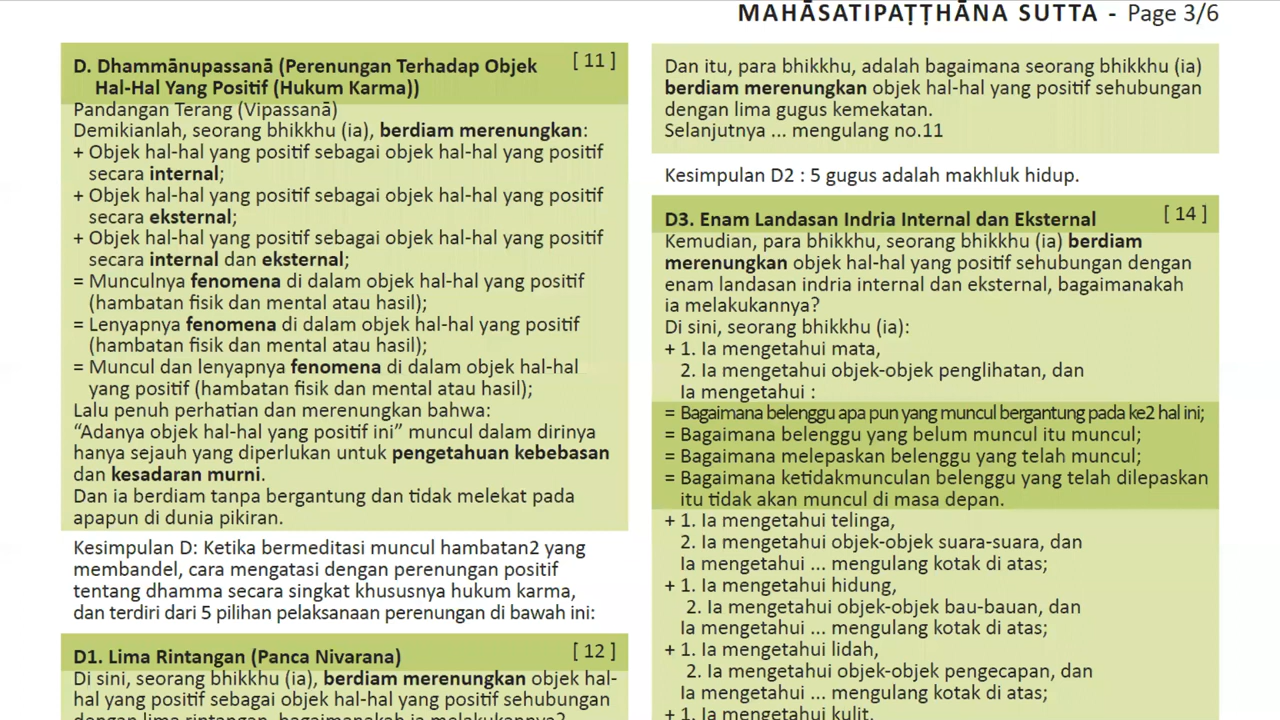 MAHĀSATIPAṬṬHĀNA SUTTA - Page 3/6
D. Dhammānupassanā (Perenungan Terhadap Objek [ 11 ]
Hal-Hal Yang Positif (Hukum Karma))
Pandangan Terang (Vipassanā)
Demikianlah, seorang bhikkhu (ia), berdiam merenungkan:
+ Objek hal-hal yang positif sebagai objek hal-hal yang positif
secara internal;
+ Objek hal-hal yang positif sebagai objek hal-hal yang positif
secara eksternal;
+ Objek hal-hal yang positif sebagai objek hal-hal yang positif
secara internal dan eksternal;
= Munculnya fenomena di dalam objek hal-hal yang positif
(hambatan fisik dan mental atau hasil);
= Lenyapnya fenomena di dalam objek hal-hal yang positif
(hambatan fisik dan mental atau hasil);
= Muncul dan lenyapnya fenomena di dalam objek hal-hal
yang positif (hambatan fisik dan mental atau hasil);
Lalu penuh perhatian dan merenungkan bahwa:
“Adanya objek hal-hal yang positif ini” muncul dalam dirinya
hanya sejauh yang diperlukan untuk pengetahuan kebebasan
dan kesadaran murni.
Dan ia berdiam tanpa bergantung dan tidak melekat pada
apapun di dunia pikiran.
Kesimpulan D: Ketika bermeditasi muncul hambatan2 yang
membandel, cara mengatasi dengan perenungan positif
tentang dhamma secara singkat khususnya hukum karma,
dan terdiri dari 5 pilihan pelaksanaan perenungan di bawah ini:
D1. Lima Rintangan (Panca Nivarana) [ 12 ]
Di sini, seorang bhikkhu (ia), berdiam merenungkan objek hal-
hal yang positif sebagai objek hal-hal yang positif sehubungan
dengan lima rintangan, bagaimanakah ia melakukannya?
Dan itu, para bhikkhu, adalah bagaimana seorang bhikkhu (ia)
berdiam merenungkan objek hal-hal yang positif sehubungan
dengan lima gugus kemekatan.
Selanjutnya ... mengulang no.11
Kesimpulan D2 : 5 gugus adalah makhluk hidup.
D3. Enam Landasan Indria Internal dan Eksternal [ 14 ]
Kemudian, para bhikkhu, seorang bhikkhu (ia) berdiam
merenungkan objek hal-hal yang positif sehubungan dengan
enam landasan indria internal dan eksternal, bagaimanakah
ia melakukannya?
Di sini, seorang bhikkhu (ia):
+ 1. Ia mengetahui mata,
2. Ia mengetahui objek-objek penglihatan, dan
Ia mengetahui :
= Bagaimana belenggu apa pun yang muncul bergantung pada ke2 hal ini;
= Bagaimana belenggu yang belum muncul itu muncul;
= Bagaimana melepaskan belenggu yang telah muncul;
= Bagaimana ketidakmunculan belenggu yang telah dilepaskan
itu tidak akan muncul di masa depan.
+ 1. Ia mengetahui telinga,
2. Ia mengetahui objek-objek suara-suara, dan
Ia mengetahui ... mengulang kotak di atas;
+ 1. Ia mengetahui hidung,
2. Ia mengetahui objek-objek bau-bauan, dan
Ia mengetahui ... mengulang kotak di atas;
+ 1. Ia mengetahui lidah,
2. Ia mengetahui objek-objek pengecapan, dan
Ia mengetahui ... mengulang kotak di atas;
+ 1. Ia mengetahui kulit,